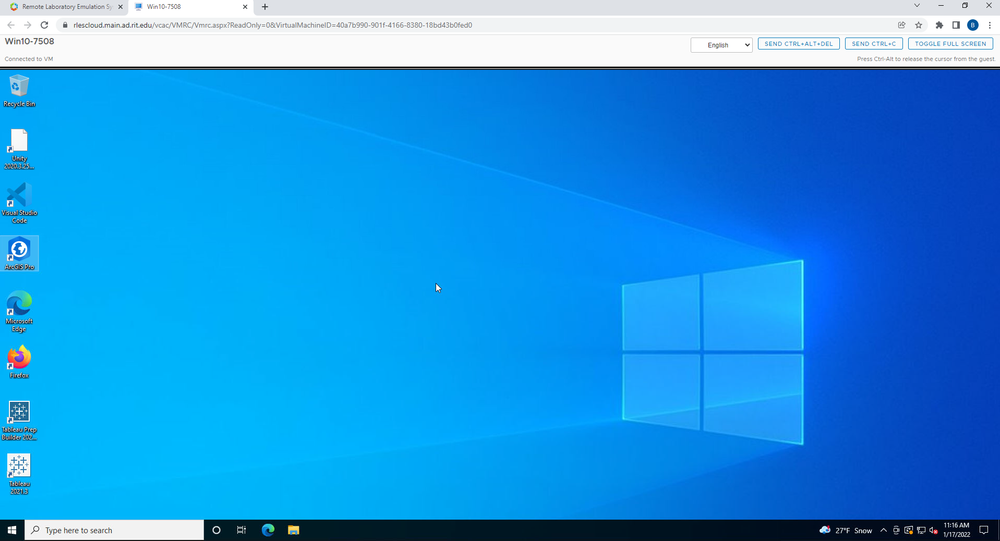 Remote Laboratory Emulation Sy
Win10-7508
rlescloud.main.ad.rit.edu/vcac/VMRC/Vmrc.aspx?ReadOnly=0&VirtualMachineID=40a7b990-901f-4166-8380-18bd43b0fed0
B
Win10-7508
English
SEND CTRL+ALT+DEL
SEND CTRL+C
TOGGLE FULL SCREEN
Connected to VM
Press Ctrl-Alt to release the cursor from the guest.
Recycle Bin
Unity
2020.3.25...
Visual Studio
Code
ArcGIS Pro
Microsoft
Edge
Firefox
Tableau Prep
Builder 202...
Tableau
2021.3
Type here to search
27°F Snow
11:16 AM
1/17/2022